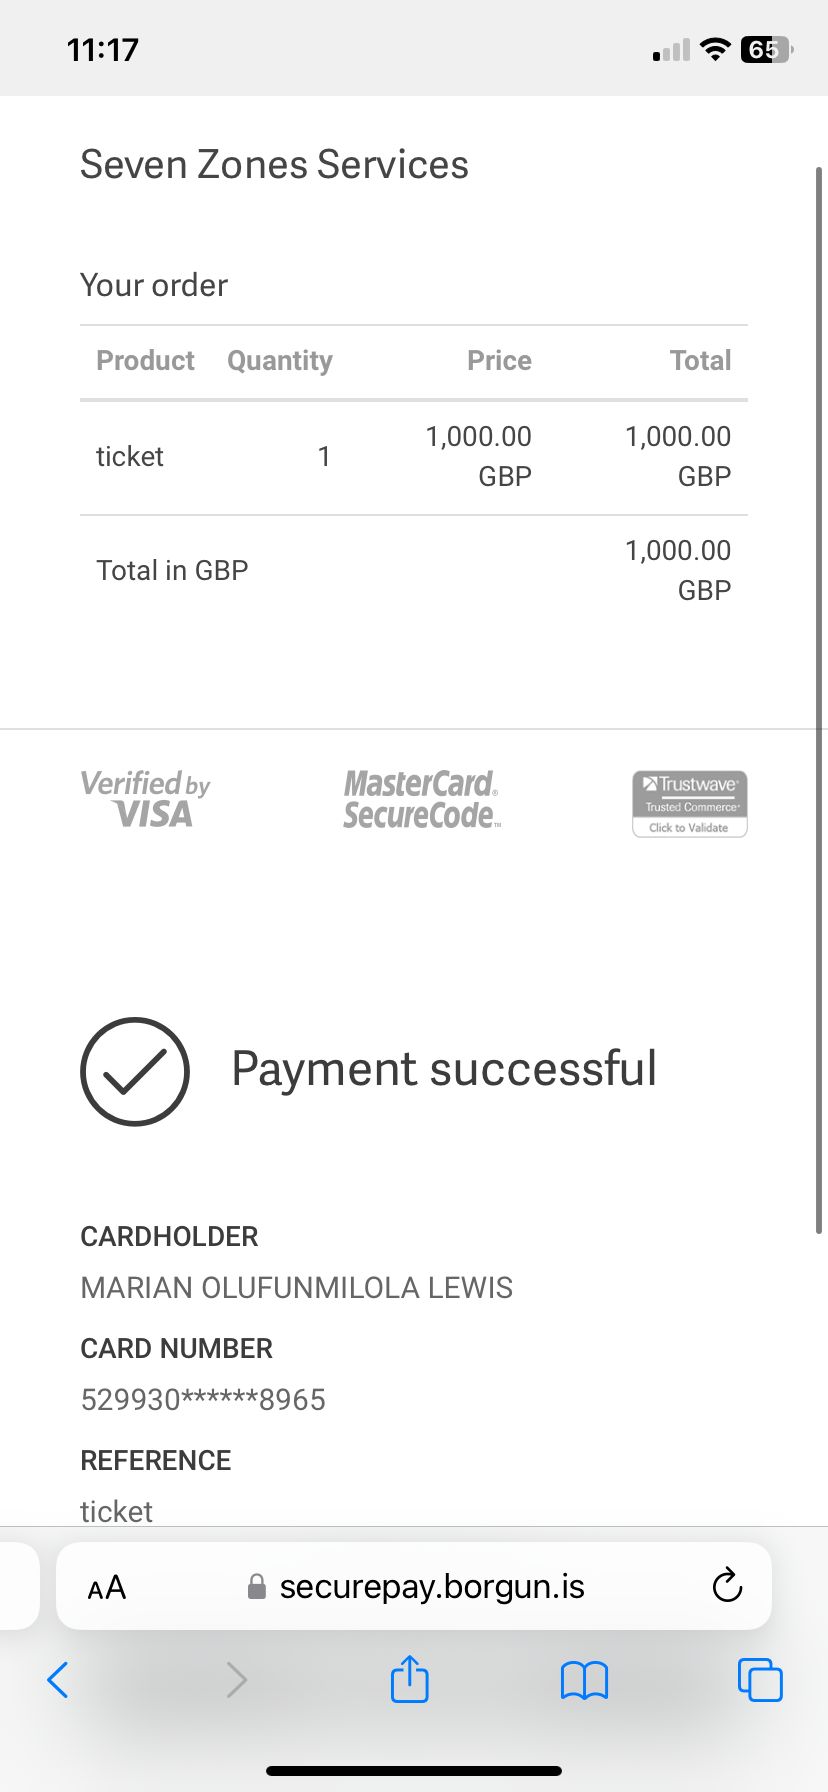 11:17
65
Seven Zones Services
Your order
Product Quantity Price Total
ticket 1 1,000.00 GBP 1,000.00 GBP
Total in GBP 1,000.00 GBP
Verified by VISA
MasterCard® SecureCode™
Trustwave®
Trusted Commerce™
Click to Validate
Payment successful
CARDHOLDER
MARIAN OLUFUNMILOLA LEWIS
CARD NUMBER
529930******8965
REFERENCE
ticket
AA securepay.borgun.is